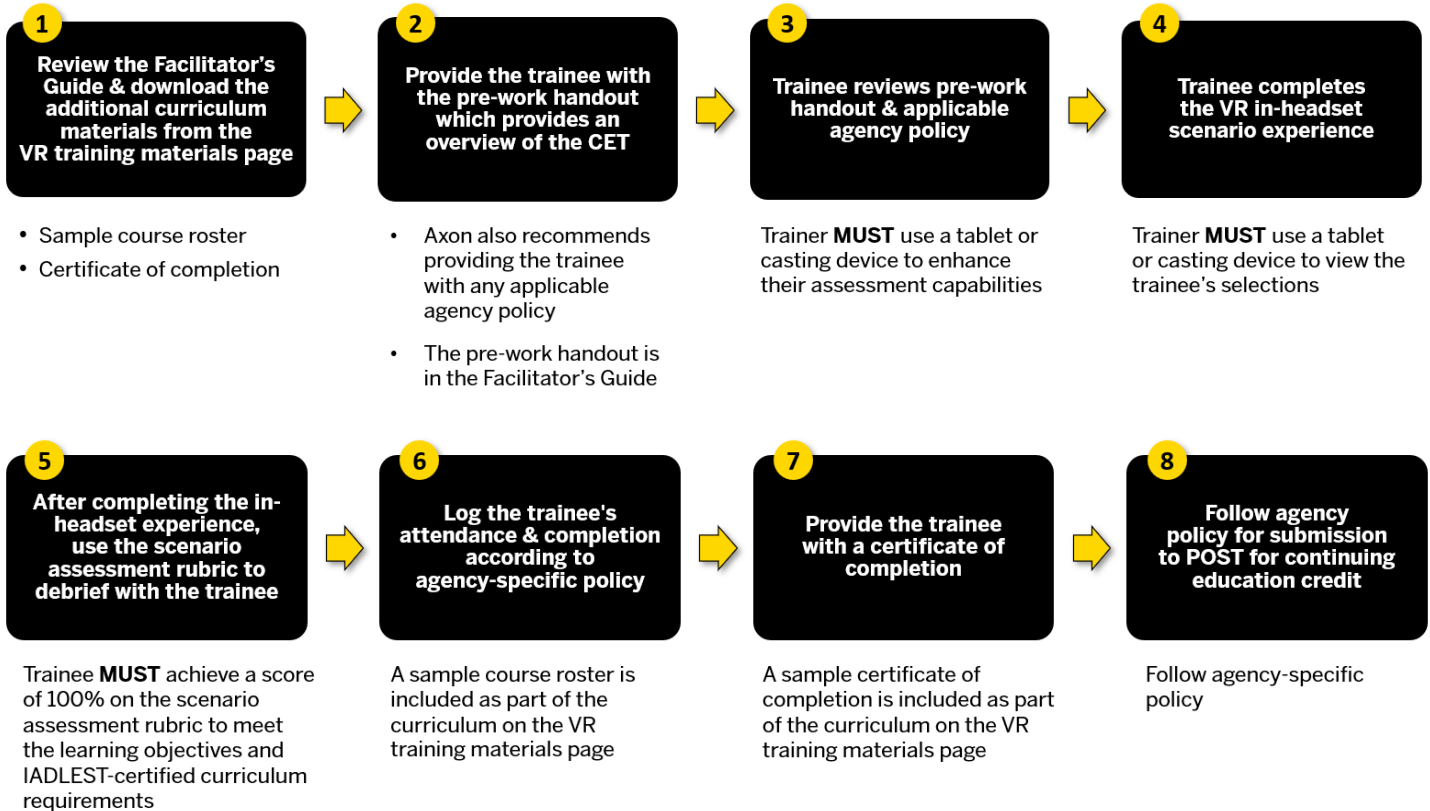 1
Review the Facilitator's
Guide & download the
additional curriculum
materials from the
VR training materials page
• Sample course roster
• Certificate of completion
2
Provide the trainee with
the pre-work handout
which provides an
overview of the CET
• Axon also recommends
providing the trainee
with any applicable
agency policy
• The pre-work handout is
in the Facilitator's Guide
3
Trainee reviews pre-work
handout & applicable
agency policy
Trainer MUST use a tablet or
casting device to enhance
their assessment capabilities
4
Trainee completes
the VR in-headset
scenario experience
Trainer MUST use a tablet
or casting device to view the
trainee's selections
5
After completing the in-
headset experience,
use the scenario
assessment rubric to
debrief with the trainee
Trainee MUST achieve a score
of 100% on the scenario
assessment rubric to meet
the learning objectives and
IADLEST-certified curriculum
requirements
6
Log the trainee's
attendance & completion
according to
agency-specific policy
A sample course roster is
included as part of the
curriculum on the VR
training materials page
7
Provide the trainee
with a certificate of
completion
A sample certificate of
completion is included as part
of the curriculum on the VR
training materials page
8
Follow agency
policy for submission
to POST for continuing
education credit
Follow agency-specific
policy